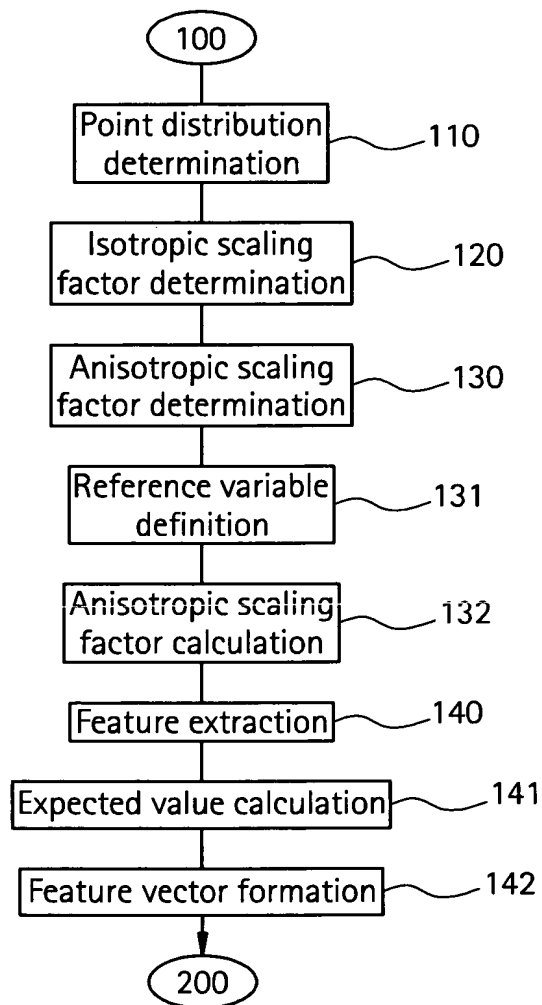 100
Point distribution
determination
110
Isotropic scaling
factor determination
120
Anisotropic scaling
factor determination
130
Reference variable
definition
131
Anisotropic scaling
factor calculation
132
Feature extraction
140
Expected value calculation
141
Feature vector formation
142
200